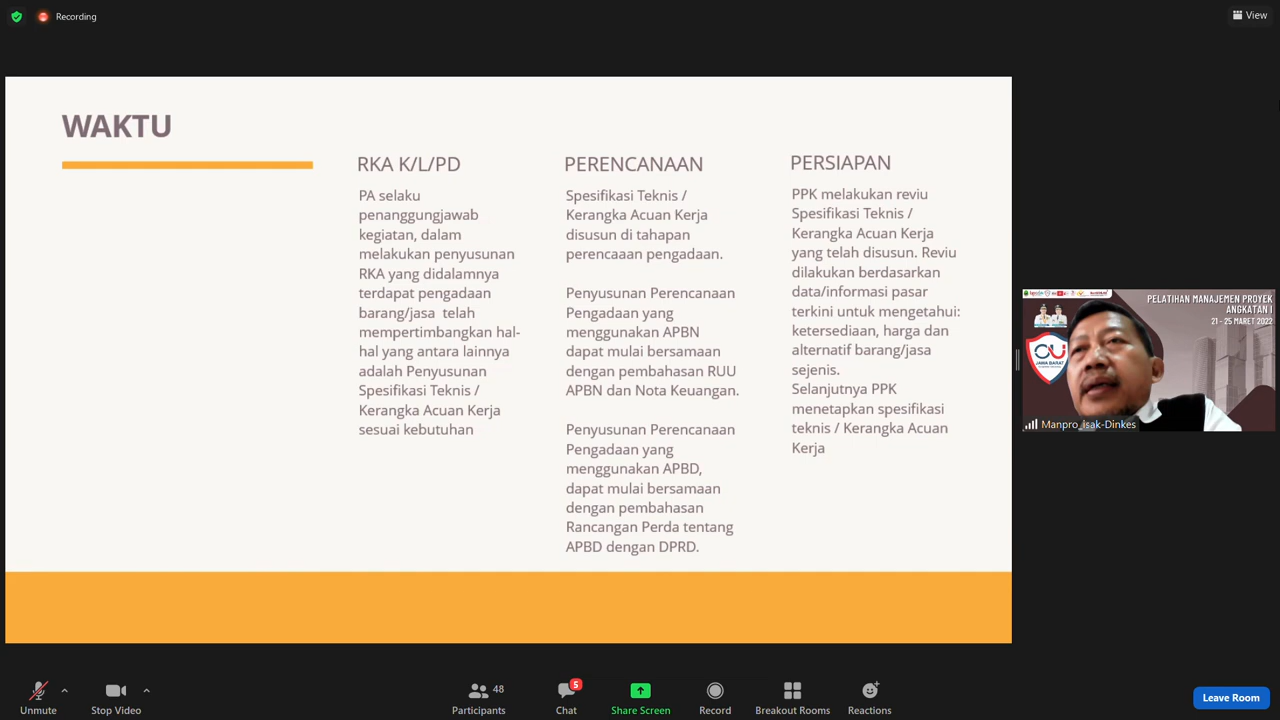 Recording
View
WAKTU
RKA K/L/PD
PA selaku
penanggungjawab
kegiatan, dalam
melakukan penyusunan
RKA yang didalamnya
terdapat pengadaan
barang/jasa telah
mempertimbangkan hal-
hal yang antara lainnya
adalah Penyusunan
Spesifikasi Teknis /
Kerangka Acuan Kerja
sesuai kebutuhan
PERENCANAAN
Spesifikasi Teknis /
Kerangka Acuan Kerja
disusun di tahapan
perencaaan pengadaan.
Penyusunan Perencanaan
Pengadaan yang
menggunakan APBN
dapat mulai bersamaan
dengan pembahasan RUU
APBN dan Nota Keuangan.
Penyusunan Perencanaan
Pengadaan yang
menggunakan APBD,
dapat mulai bersamaan
dengan pembahasan
Rancangan Perda tentang
APBD dengan DPRD.
PERSIAPAN
PPK melakukan reviu
Spesifikasi Teknis /
Kerangka Acuan Kerja
yang telah disusun. Reviu
dilakukan berdasarkan
data/informasi pasar
terkini untuk mengetahui:
ketersediaan, harga dan
alternatif barang/jasa
sejenis.
Selanjutnya PPK
menetapkan spesifikasi
teknis / Kerangka Acuan
Kerja
PELATIHAN MANAJEMEN PROYEK
ANGKATAN I
21 - 25 MARET 2022
JAWA BARAT
Manpro_Isak-Dinkes
Unmute
Stop Video
Participants
48
Chat
5
Share Screen
Record
Breakout Rooms
Reactions
Leave Room